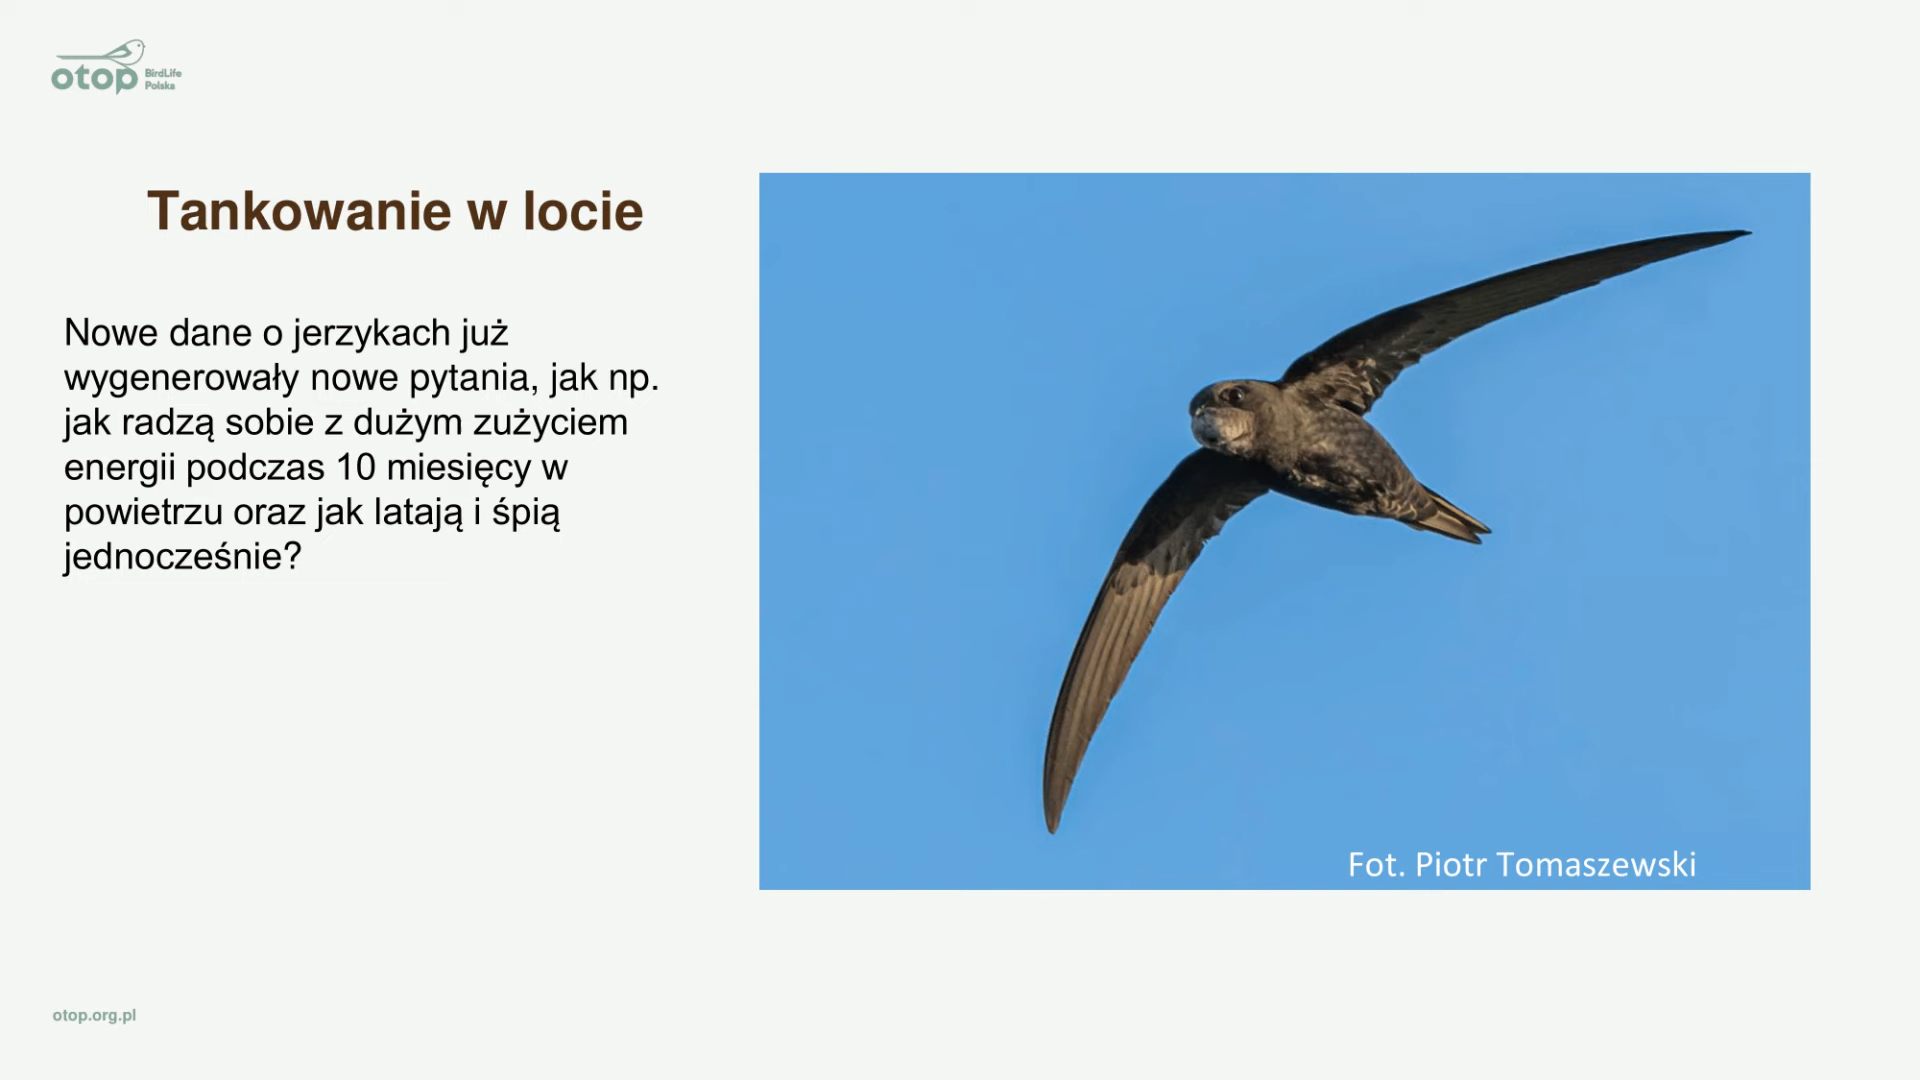 otop BirdLife
Polska
Tankowanie w locie
Nowe dane o jerzykach już
wygenerowały nowe pytania, jak np.
jak radzą sobie z dużym zużyciem
energii podczas 10 miesięcy w
powietrzu oraz jak latają i śpią
jednocześnie?
Fot. Piotr Tomaszewski
otop.org.pl